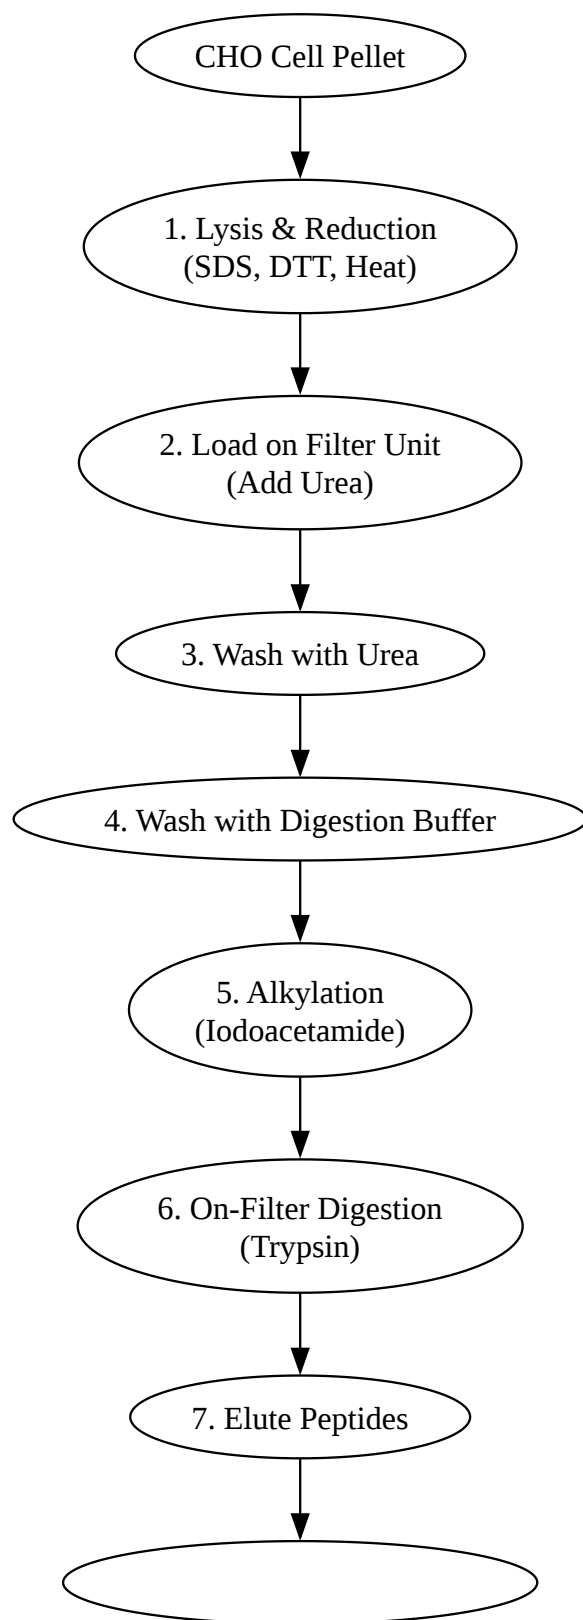 CHO Cell Pellet
1. Lysis & Reduction
(SDS, DTT, Heat)
2. Load on Filter Unit
(Add Urea)
3. Wash with Urea
4. Wash with Digestion Buffer
5. Alkylation
(Iodoacetamide)
6. On-Filter Digestion
(Trypsin)
7. Elute Peptides